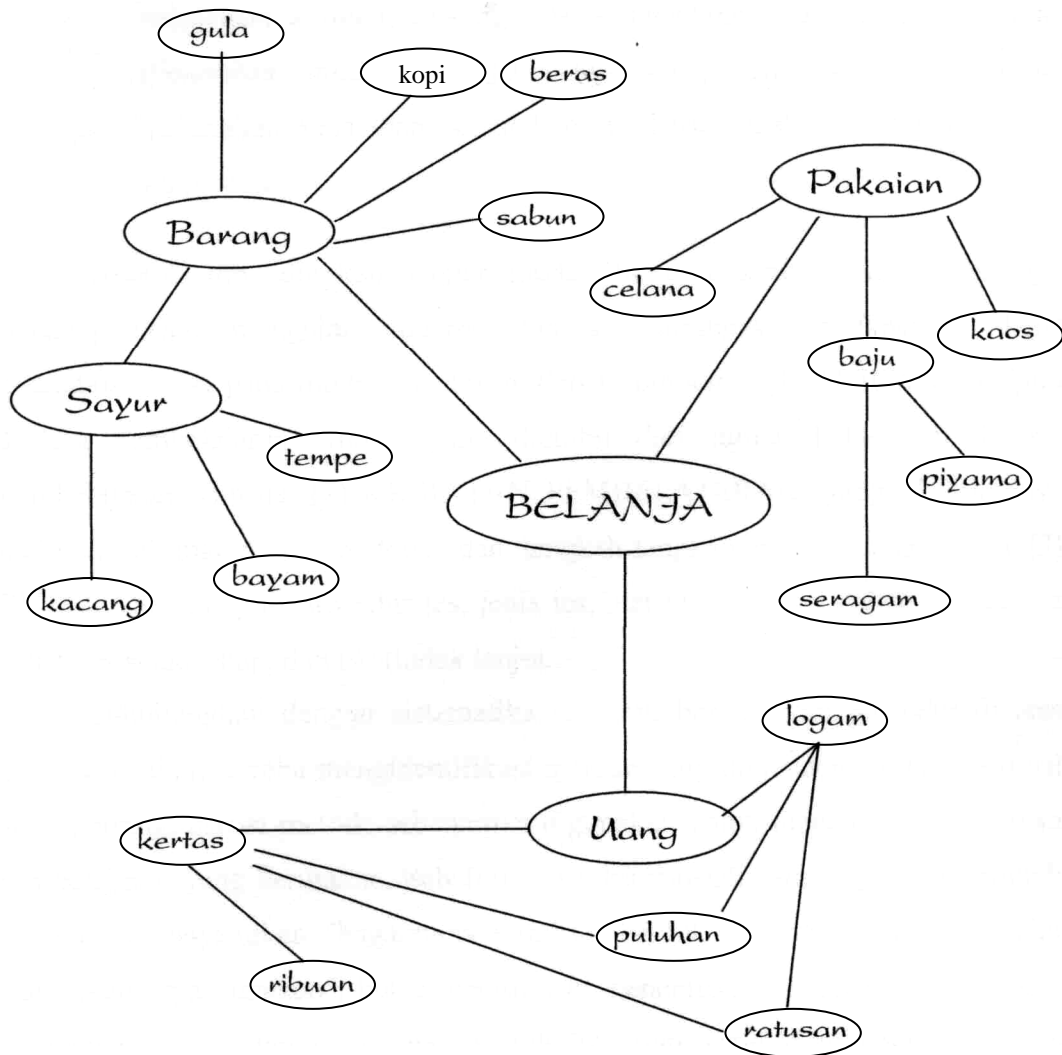 gula
kopi
beras
Pakaian
Barang
sabun
celana
kaos
baju
Sayur
tempe
piyama
BELANJA
bayam
kacang
seragam
logam
Uang
kertas
puluhan
ribuan
ratusan